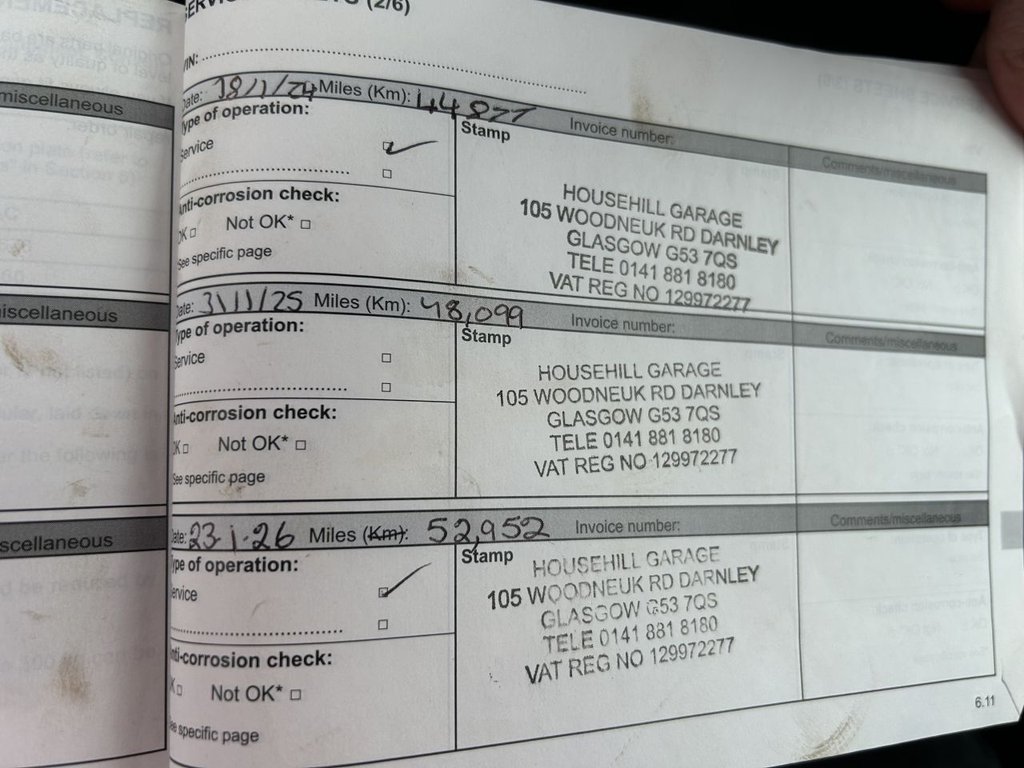 (2/6)
VIN:
Date: 18/1/24 Miles (Km): 44877
Invoice number:
Comments/miscellaneous
Type of operation:
Service
Stamp
Anti-corrosion check:
OK □ Not OK* □
See specific page
HOUSEHILL GARAGE
105 WOODNEUK RD DARNLEY
GLASGOW G53 7QS
TELE 0141 881 8180
VAT REG NO 129972277
Date: 31/1/25 Miles (Km): 48,099
Invoice number:
Comments/miscellaneous
Type of operation:
Service
Stamp
Anti-corrosion check:
OK □ Not OK* □
See specific page
HOUSEHILL GARAGE
105 WOODNEUK RD DARNLEY
GLASGOW G53 7QS
TELE 0141 881 8180
VAT REG NO 129972277
Date: 23.1.26 Miles (Km): 52,952
Invoice number:
Comments/miscellaneous
Type of operation:
Service
Stamp
Anti-corrosion check:
OK □ Not OK* □
See specific page
HOUSEHILL GARAGE
105 WOODNEUK RD DARNLEY
GLASGOW G53 7QS
TELE 0141 881 8180
VAT REG NO 129972277
6.11
miscellaneous
miscellaneous
miscellaneous